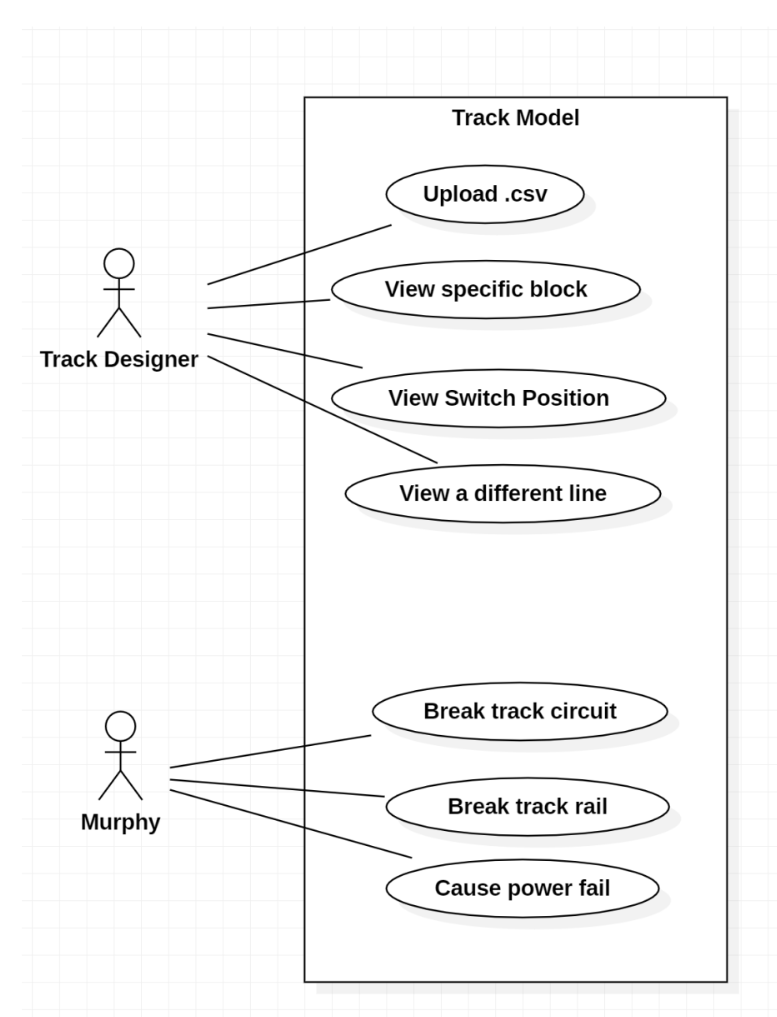 Track Model
Upload .csv
View specific block
Track Designer
View Switch Position
View a different line
Break track circuit
Break track rail
Murphy
Cause power fail